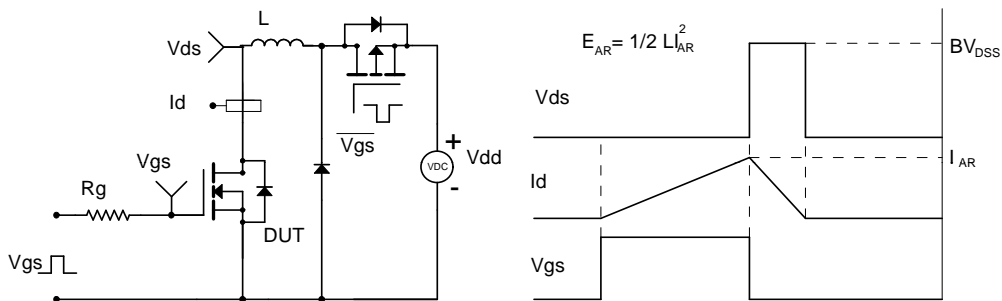 L
Vds
Id
Vgs
Vgs
+
Vdd
VDC
-
Rg
DUT
Vgs
E_AR = 1/2 LI_AR^2
BV_DSS
Vds
I_AR
Id
Vgs